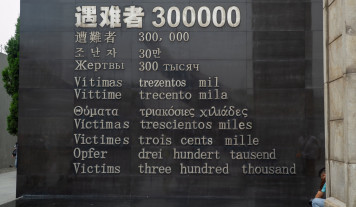 遇难者 300000
遭難者 300,000
조난자 30만
Жертвы 300 тысяч
Vítimas trezentos mil
Vittime trecento mila
Θύματα τριακόσιες χιλιάδες
Víctimas trescientos miles
Victimes trois cents mille
Opfer drei hundert tausend
Victims three hundred thousand